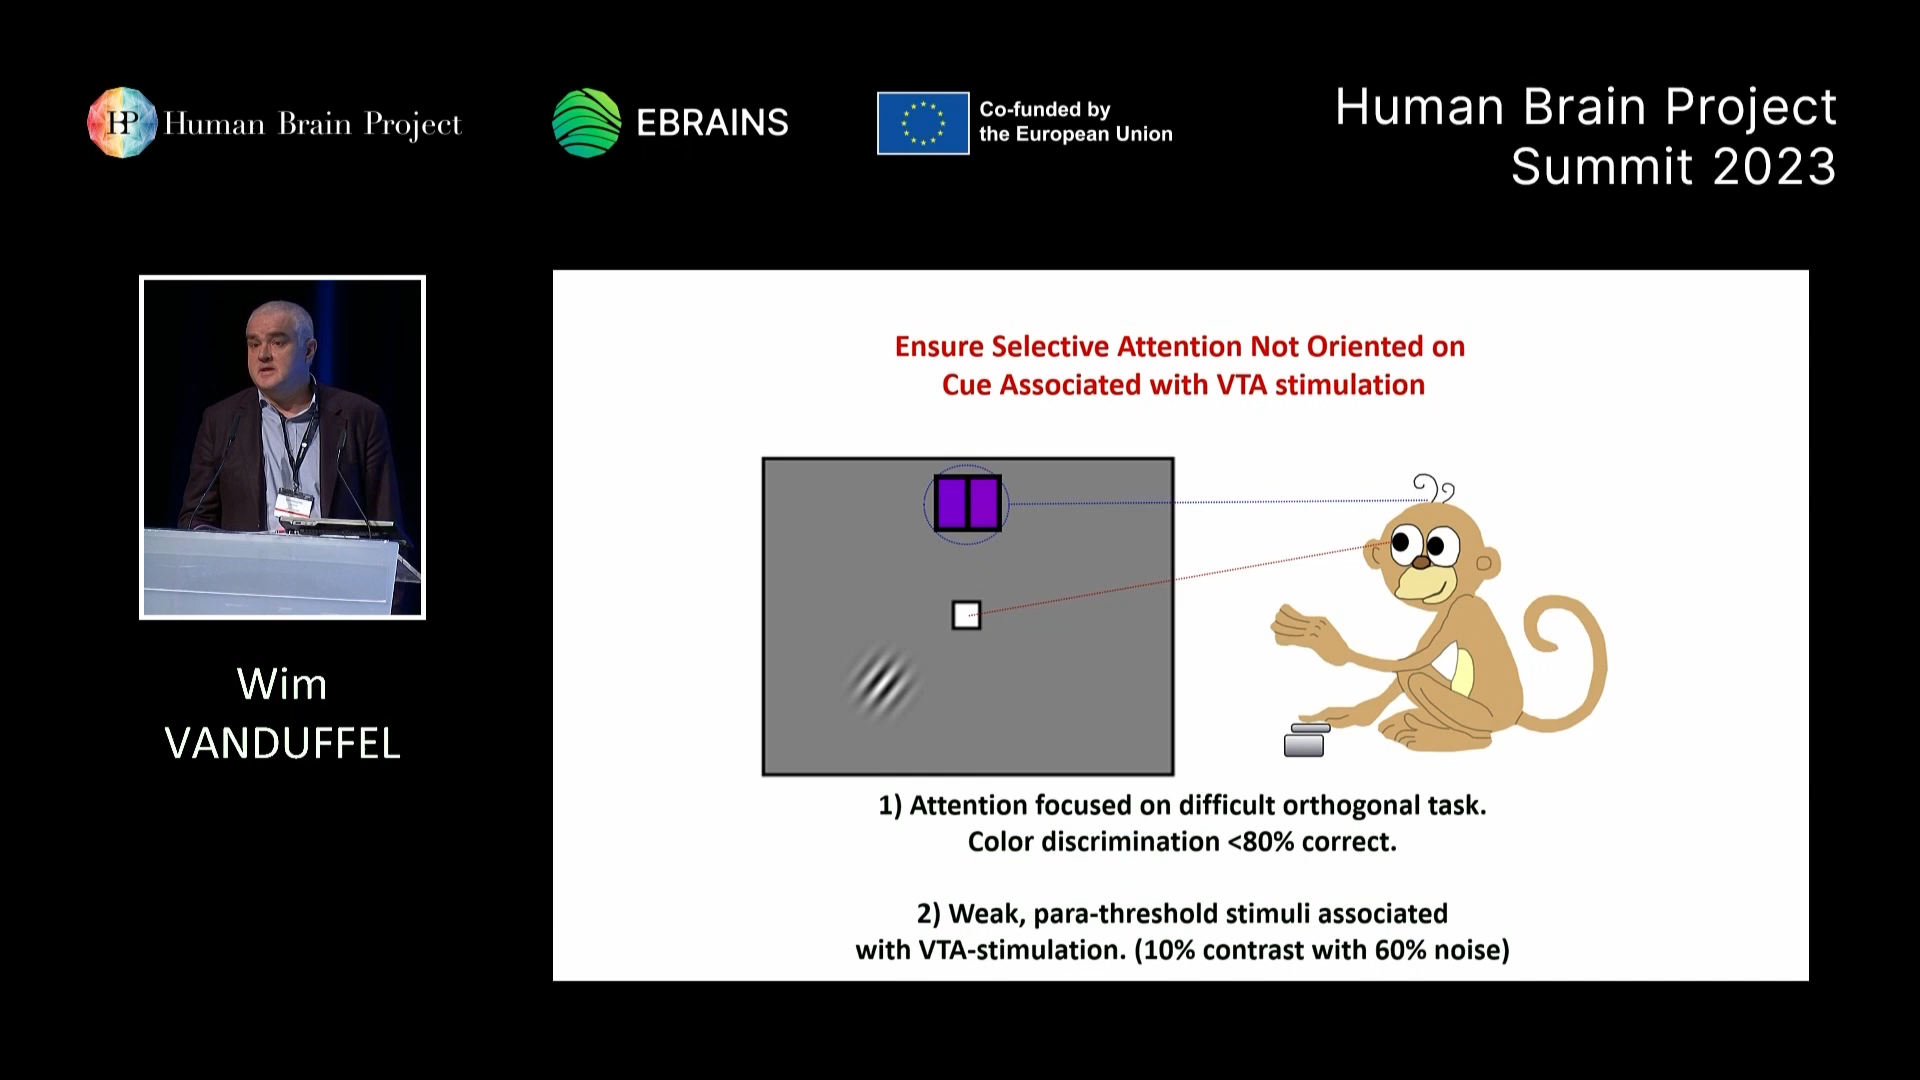 HP Human Brain Project
EBRAINS
Co-funded by
the European Union
Human Brain Project
Summit 2023
Wim
VANDUFFEL
Ensure Selective Attention Not Oriented on
Cue Associated with VTA stimulation
1) Attention focused on difficult orthogonal task.
Color discrimination <80% correct.
2) Weak, para-threshold stimuli associated
with VTA-stimulation. (10% contrast with 60% noise)